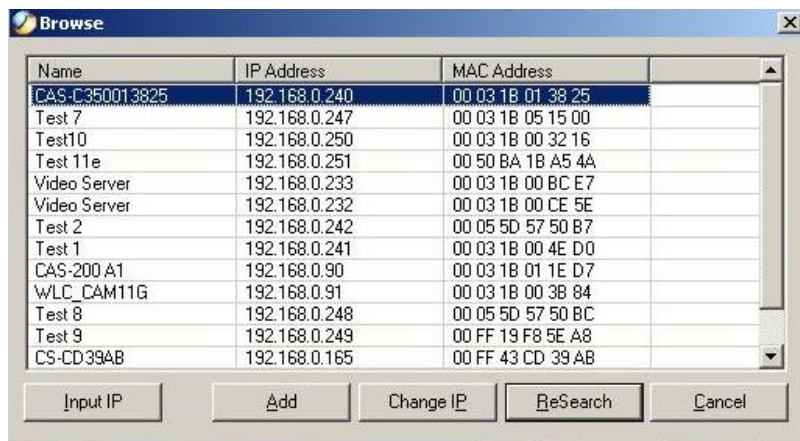 Browse
Name IP Address MAC Address
CAS-C350013825 192.168.0.240 00 03 1B 01 38 25
Test 7 192.168.0.247 00 03 1B 05 15 00
Test10 192.168.0.250 00 03 1B 00 32 16
Test 11e 192.168.0.251 00 50 BA 1B A5 4A
Video Server 192.168.0.233 00 03 1B 00 BC E7
Video Server 192.168.0.232 00 03 1B 00 CE 5E
Test 2 192.168.0.242 00 05 5D 57 50 B7
Test 1 192.168.0.241 00 03 1B 00 4E D0
CAS-200 A1 192.168.0.90 00 03 1B 01 1E D7
WLC_CAM11G 192.168.0.91 00 03 1B 00 3B 84
Test 8 192.168.0.248 00 05 5D 57 50 BC
Test 9 192.168.0.249 00 FF 19 F8 5E A8
CS-CD39AB 192.168.0.165 00 FF 43 CD 39 AB
Input IP Add Change IP ReSearch Cancel